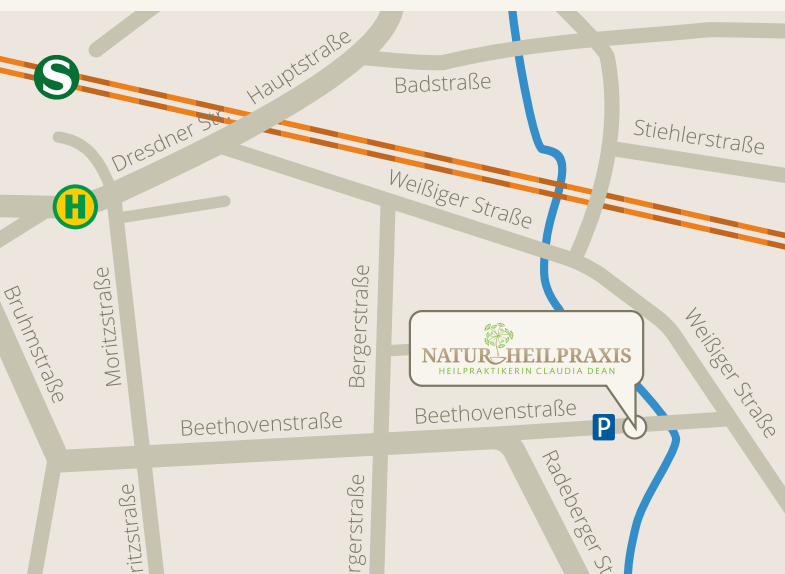 S
Hauptstraße
Badstraße
Dresdner Str.
Stiehlerstraße
H
Weißiger Straße
Bruhmstraße
Moritzstraße
Bergerstraße
NATUR HEILPRAXIS
HEILPRAKTIKERIN CLAUDIA DEAN
Weißiger Straße
Beethovenstraße
Beethovenstraße
P
ritzstraße
rgerstraße
Radeberger St